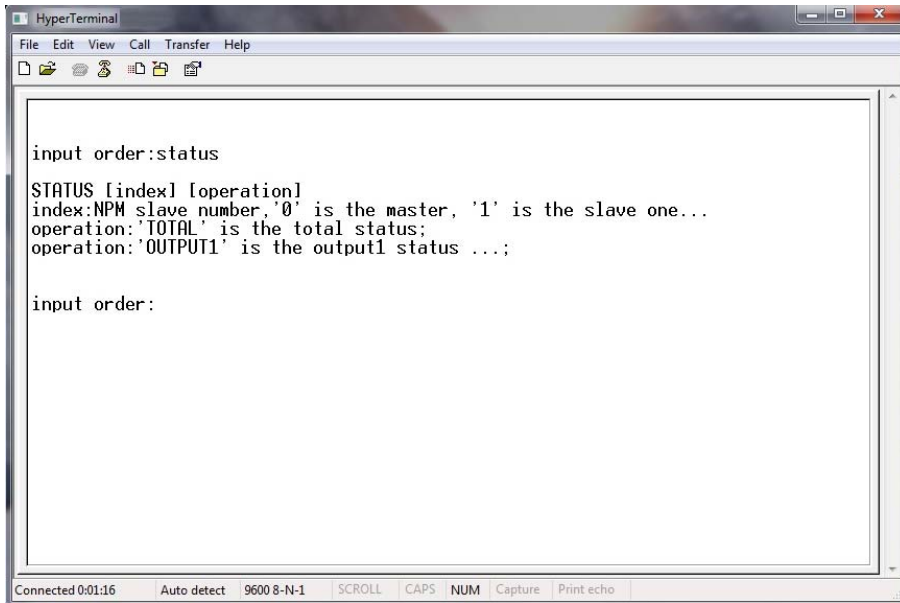 HyperTerminal
File Edit View Call Transfer Help
input order:status
STATUS [index] [operation]
index:NPM slave number,'0' is the master, '1' is the slave one...
operation:'TOTAL' is the total status;
operation:'OUTPUT1' is the output1 status ...;
input order:
Connected 0:01:16 Auto detect 9600 8-N-1 SCROLL CAPS NUM Capture Print echo